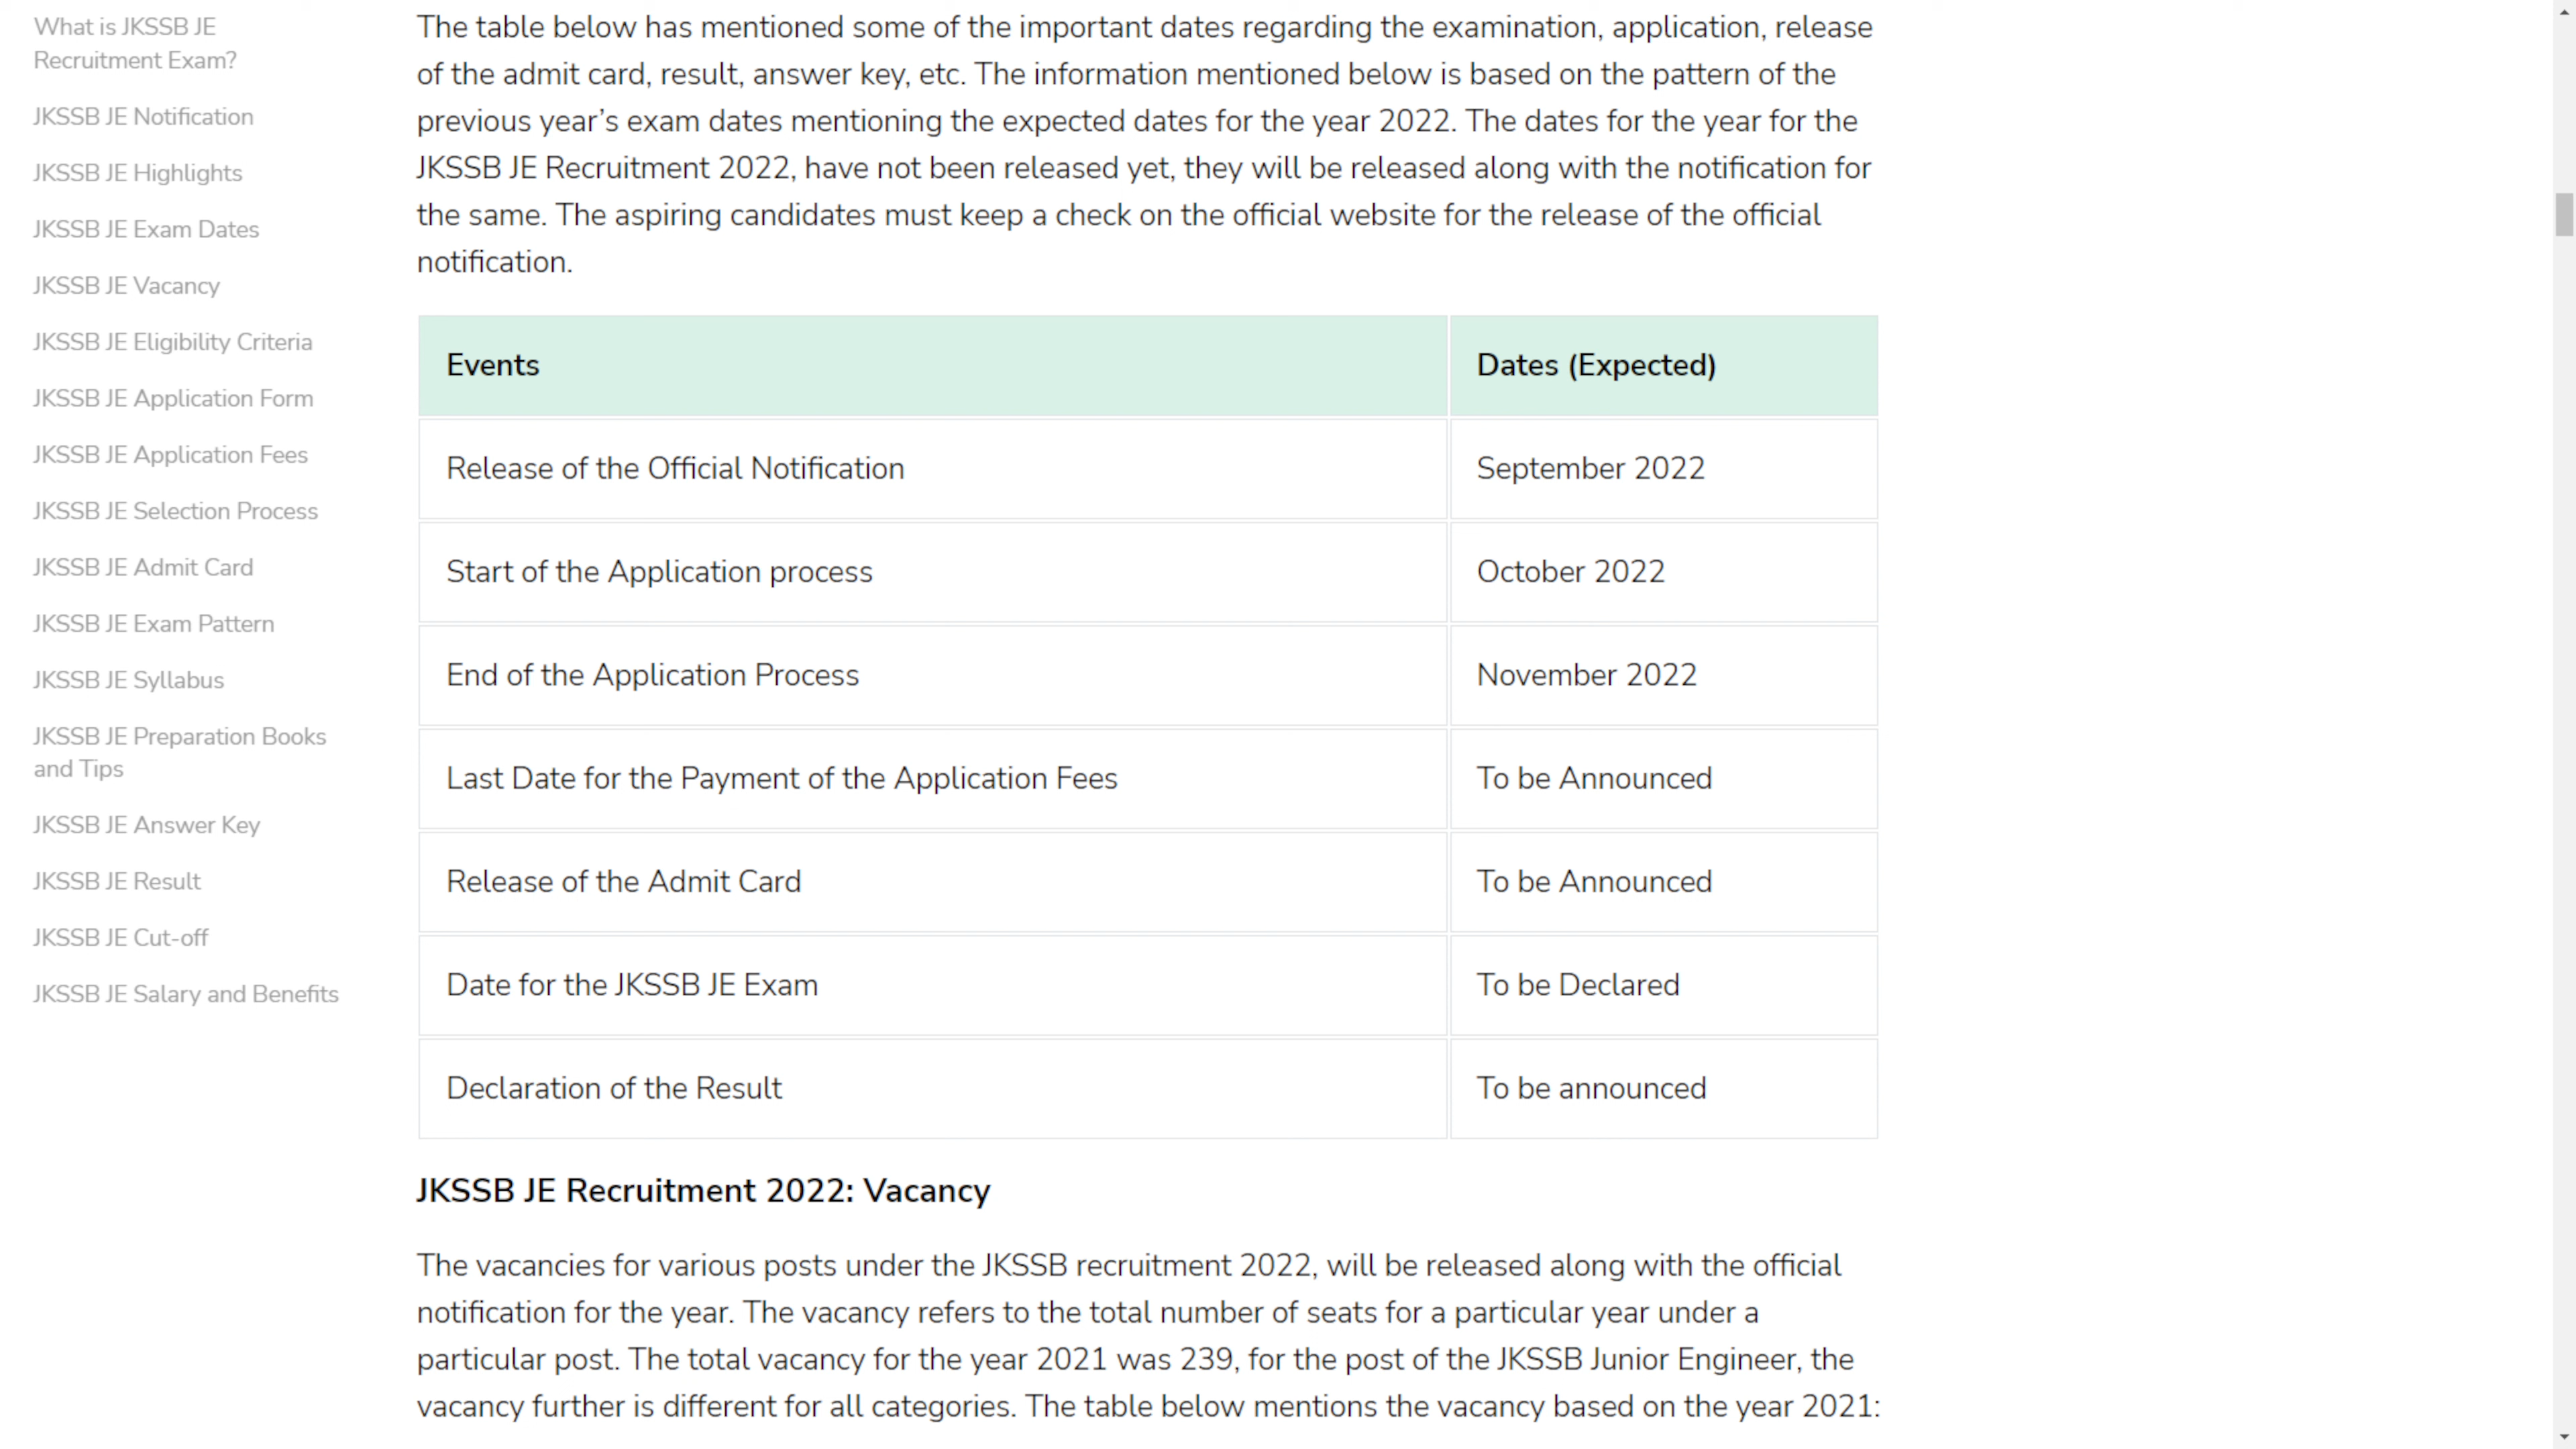 What is JKSSB JE
Recruitment Exam?
JKSSB JE Notification
JKSSB JE Highlights
JKSSB JE Exam Dates
JKSSB JE Vacancy
JKSSB JE Eligibility Criteria
JKSSB JE Application Form
JKSSB JE Application Fees
JKSSB JE Selection Process
JKSSB JE Admit Card
JKSSB JE Exam Pattern
JKSSB JE Syllabus
JKSSB JE Preparation Books
and Tips
JKSSB JE Answer Key
JKSSB JE Result
JKSSB JE Cut-off
JKSSB JE Salary and Benefits
The table below has mentioned some of the important dates regarding the examination, application, release
of the admit card, result, answer key, etc. The information mentioned below is based on the pattern of the
previous year’s exam dates mentioning the expected dates for the year 2022. The dates for the year for the
JKSSB JE Recruitment 2022, have not been released yet, they will be released along with the notification for
the same. The aspiring candidates must keep a check on the official website for the release of the official
notification.
Events Dates (Expected)
Release of the Official Notification September 2022
Start of the Application process October 2022
End of the Application Process November 2022
Last Date for the Payment of the Application Fees To be Announced
Release of the Admit Card To be Announced
Date for the JKSSB JE Exam To be Declared
Declaration of the Result To be announced
JKSSB JE Recruitment 2022: Vacancy
The vacancies for various posts under the JKSSB recruitment 2022, will be released along with the official
notification for the year. The vacancy refers to the total number of seats for a particular year under a
particular post. The total vacancy for the year 2021 was 239, for the post of the JKSSB Junior Engineer, the
vacancy further is different for all categories. The table below mentions the vacancy based on the year 2021: